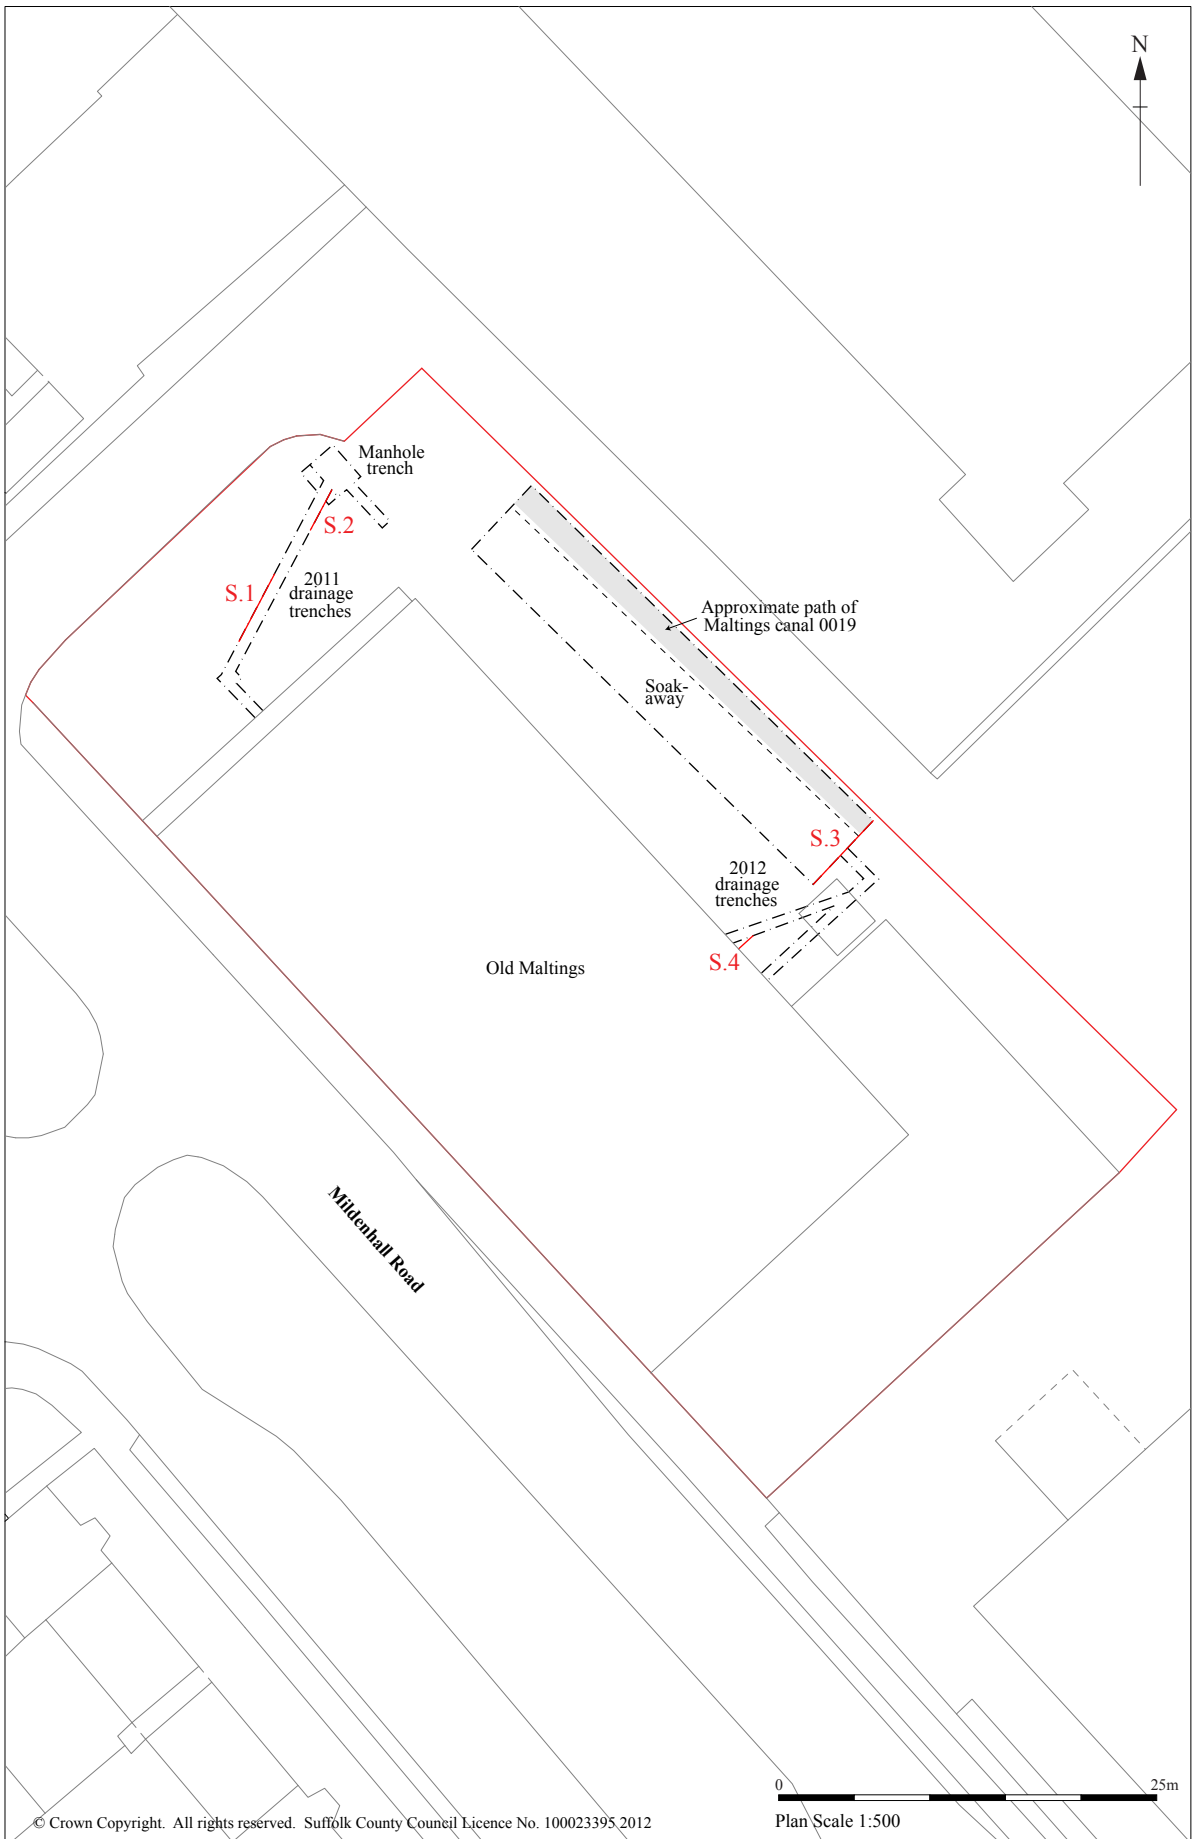 N
Manhole
trench
S.2
S.1
2011
drainage
trenches
Approximate path of
Maltings canal 0019
Soak-
away
S.3
2012
drainage
trenches
S.4
Old Maltings
Mildenhall Road
0
25m
Plan Scale 1:500
© Crown Copyright. All rights reserved. Suffolk County Council Licence No. 100023395 2012